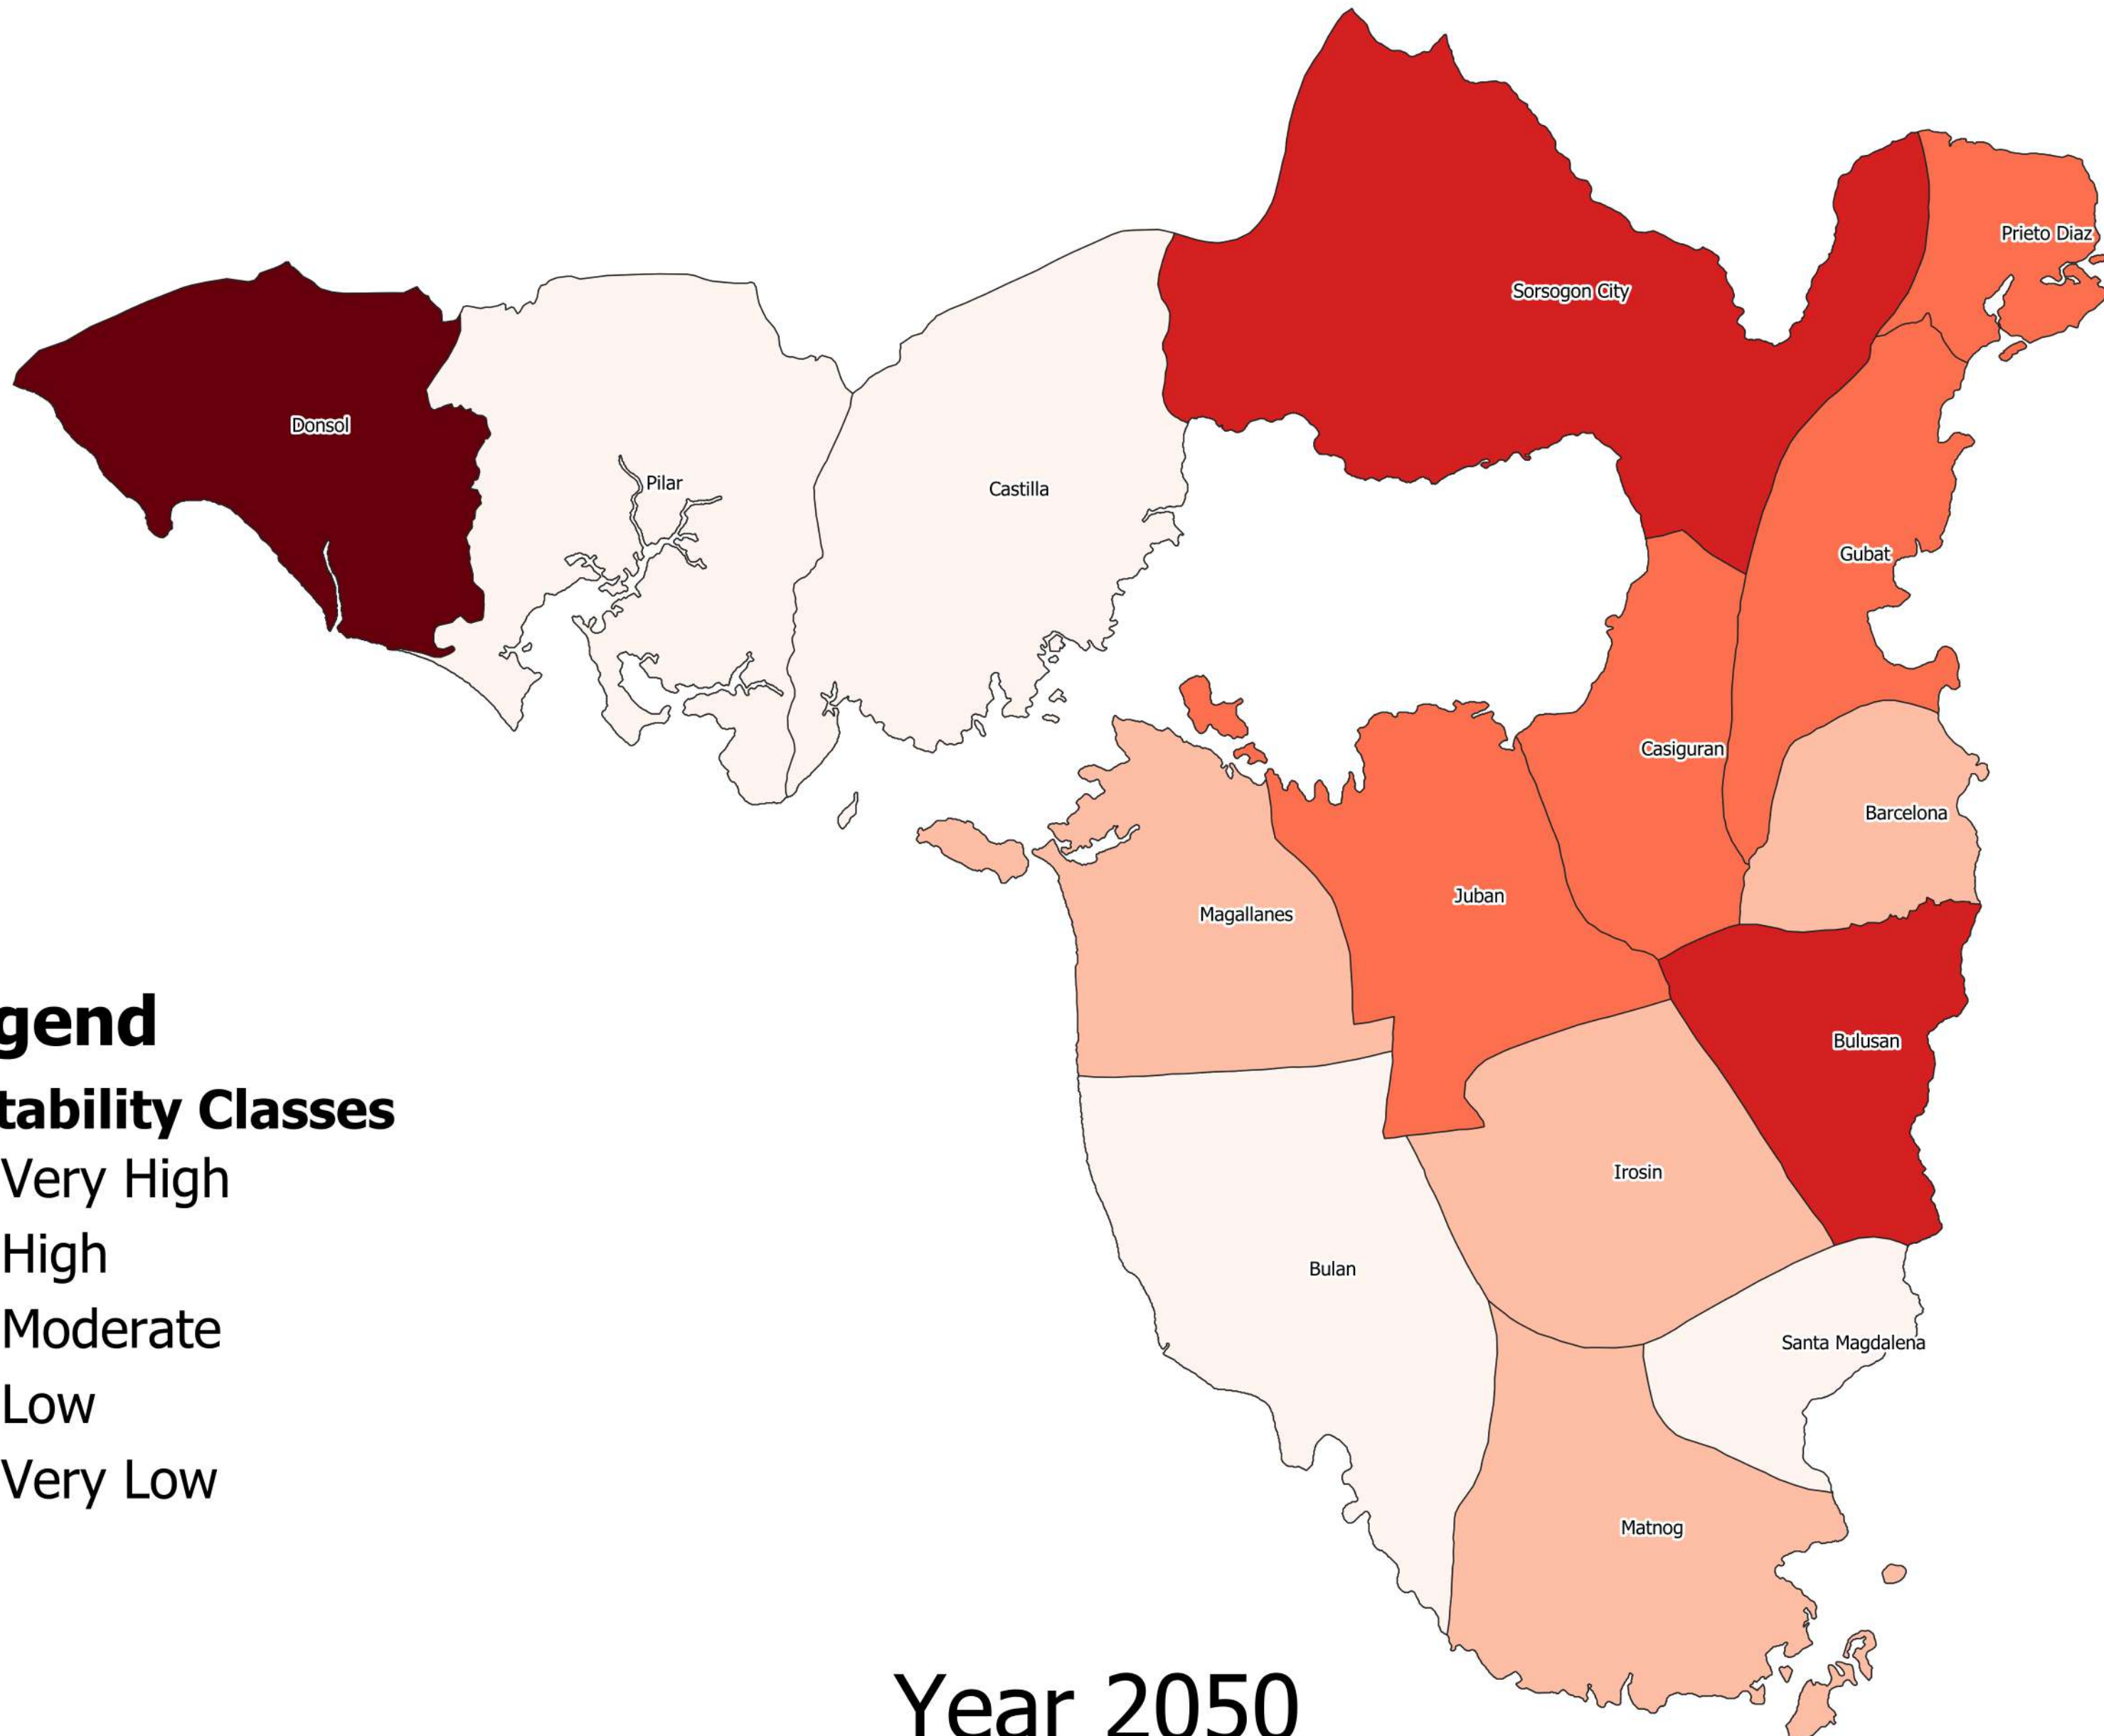 Prieto Diaz
Sorsogon City
Donsol
Pilar
Castilla
Gubat
Casiguran
Barcelona
Juban
Magallanes
Bulusan
Irosin
Bulan
Santa Magdalena
Matnog
gend
tability Classes
Very High
High
Moderate
Low
Very Low
Year 2050